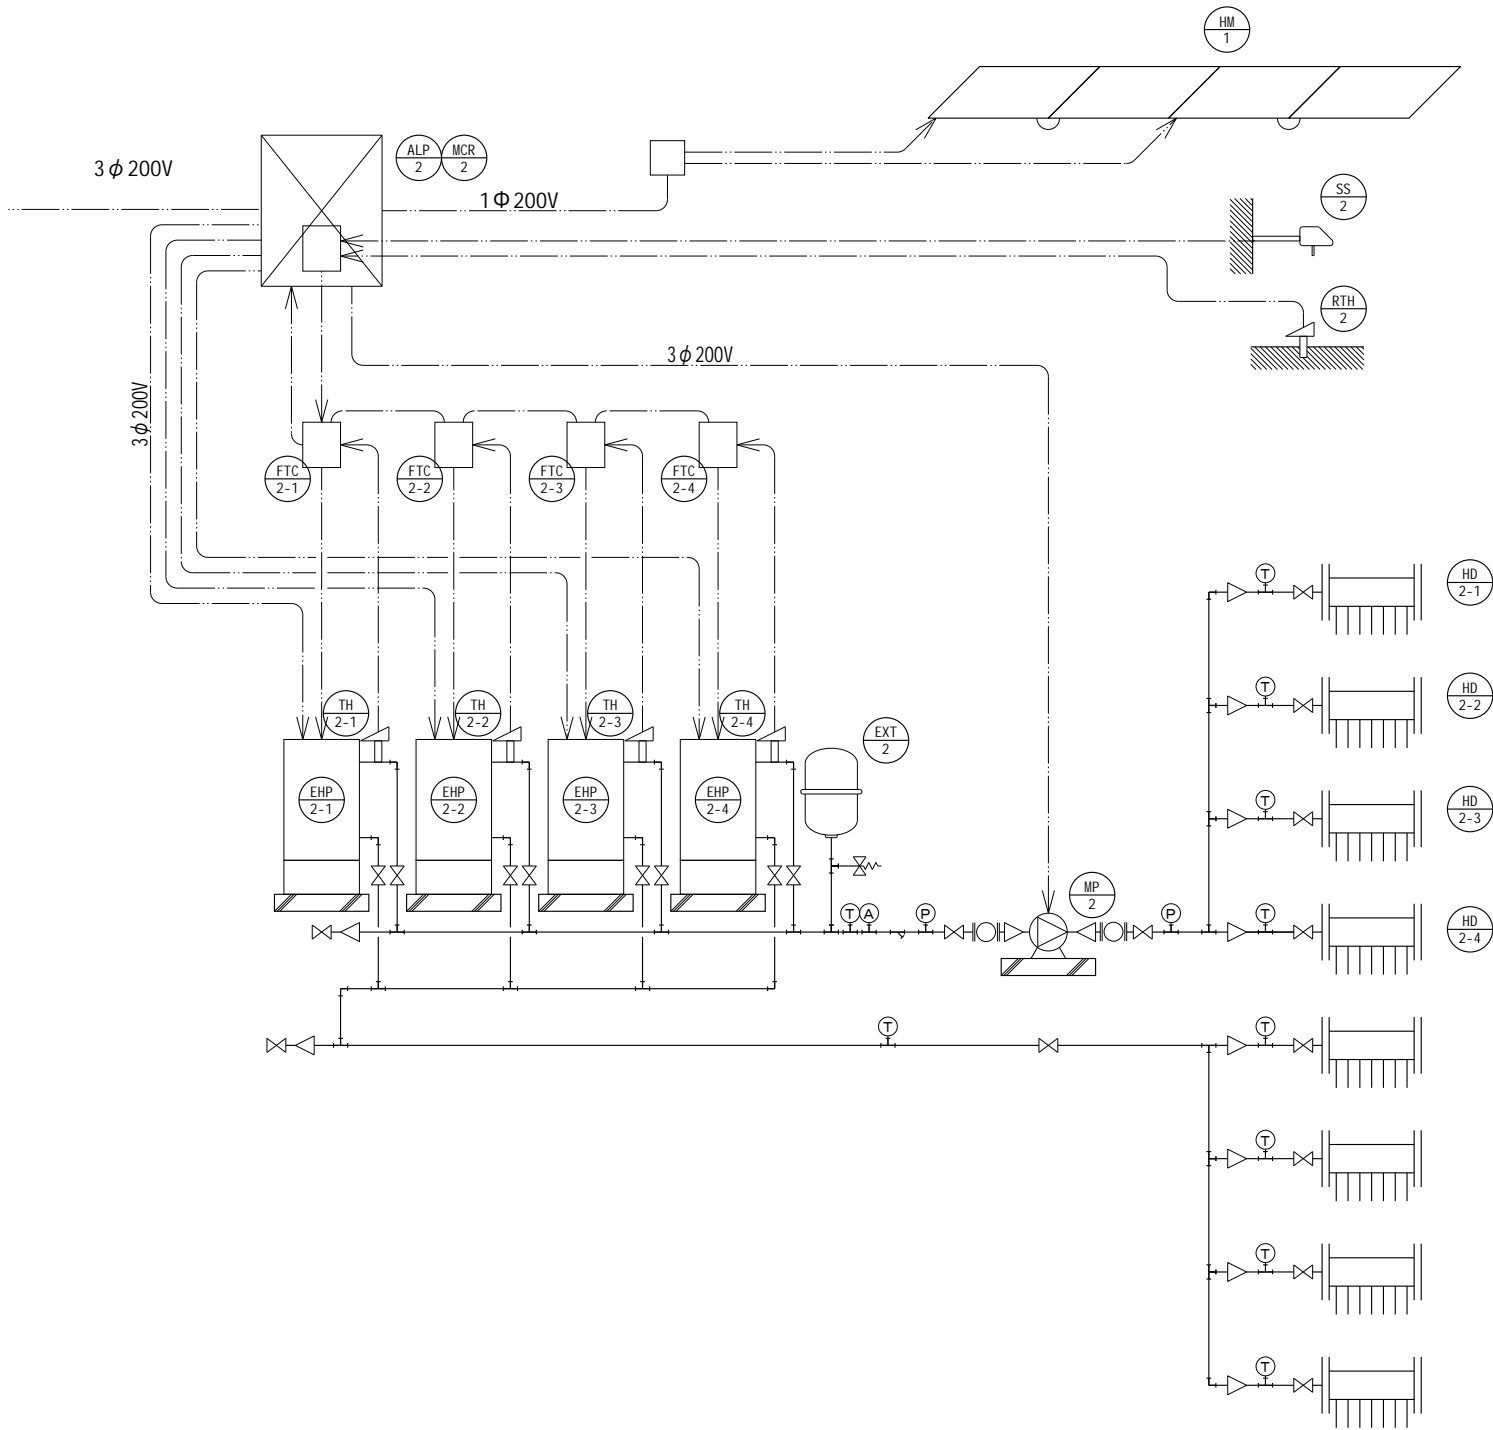 HM
1
3φ200V
ALP
2
MCR
2
1Φ200V
SS
2
RTH
2
3φ200V
3φ200V
FTC
2-1
FTC
2-2
FTC
2-3
FTC
2-4
T
HD
2-1
T
HD
2-2
TH
2-1
TH
2-2
TH
2-3
TH
2-4
EXT
2
EHP
2-1
EHP
2-2
EHP
2-3
EHP
2-4
T
HD
2-3
MP
2
T
A
P
P
T
HD
2-4
T
T
T
T
T